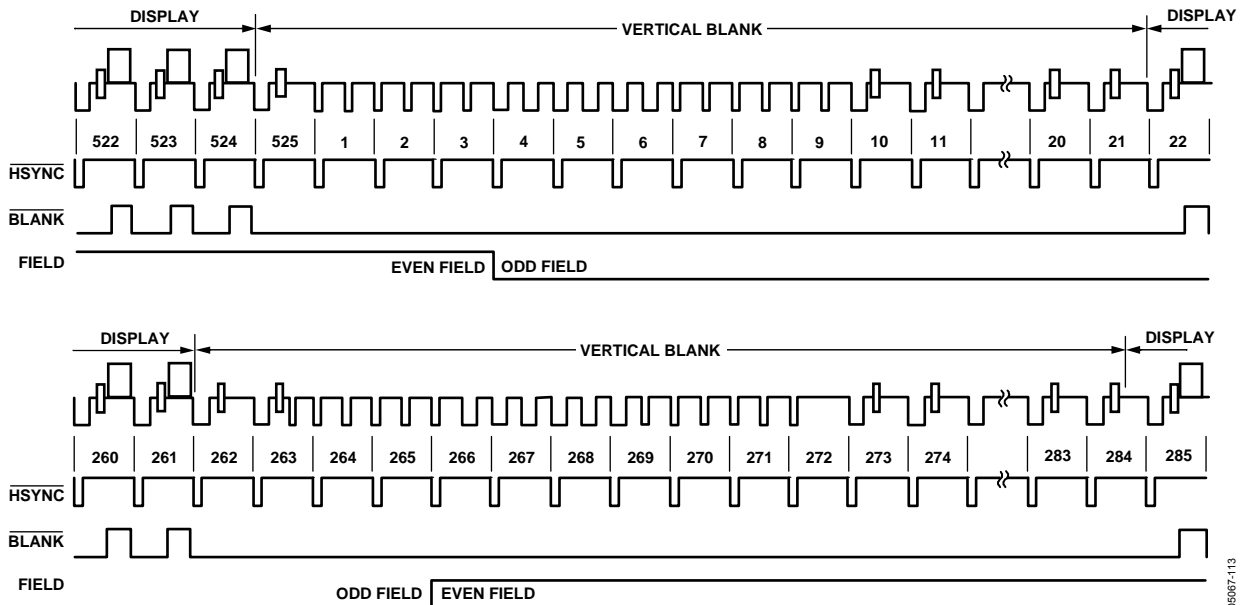 DISPLAY VERTICAL BLANK DISPLAY
522 523 524 525 1 2 3 4 5 6 7 8 9 10 11 20 21 22
HSYNC
BLANK
FIELD EVEN FIELD ODD FIELD
DISPLAY VERTICAL BLANK DISPLAY
260 261 262 263 264 265 266 267 268 269 270 271 272 273 274 283 284 285
HSYNC
BLANK
FIELD ODD FIELD EVEN FIELD
05067-113